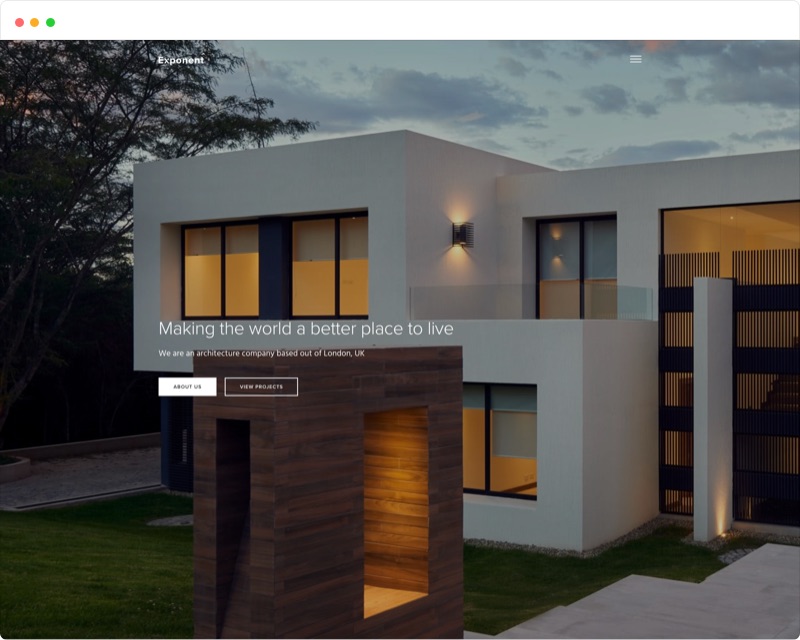 Exponent
Making the world a better place to live
We are an architecture company based out of London, UK
ABOUT US
VIEW PROJECTS